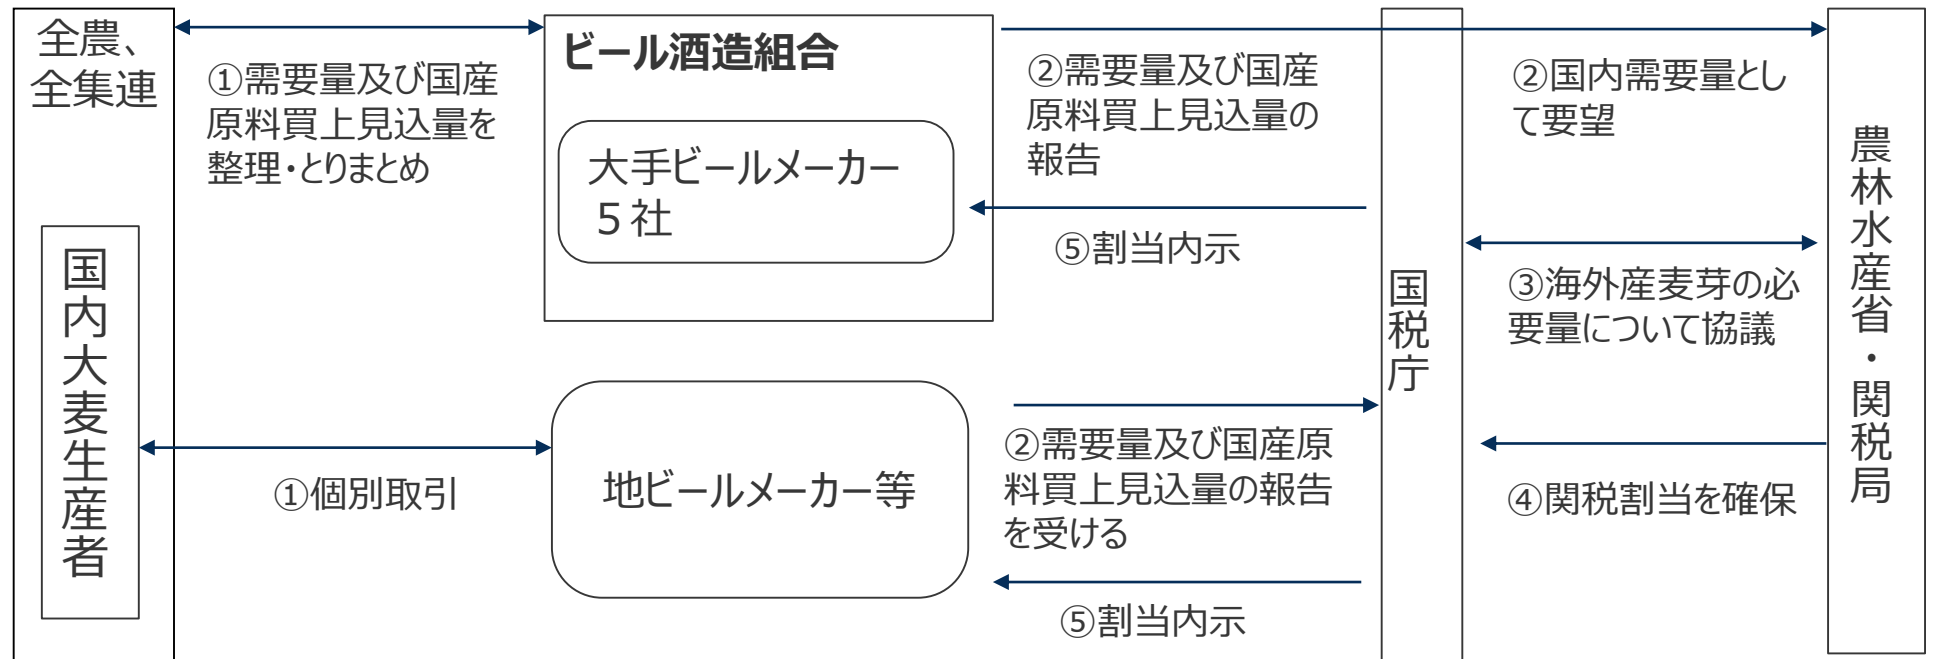 全農、
全集連
国内大麦生産者
①需要量及び国産
原料買上見込量を
整理・とりまとめ
①個別取引
ビール酒造組合
大手ビールメーカー
５社
地ビールメーカー等
②需要量及び国産
原料買上見込量の
報告
⑤割当内示
②需要量及び国産原
料買上見込量の報告
を受ける
⑤割当内示
国税庁
②国内需要量とし
て要望
③海外産麦芽の必
要量について協議
④関税割当を確保
農林水産省・関税局